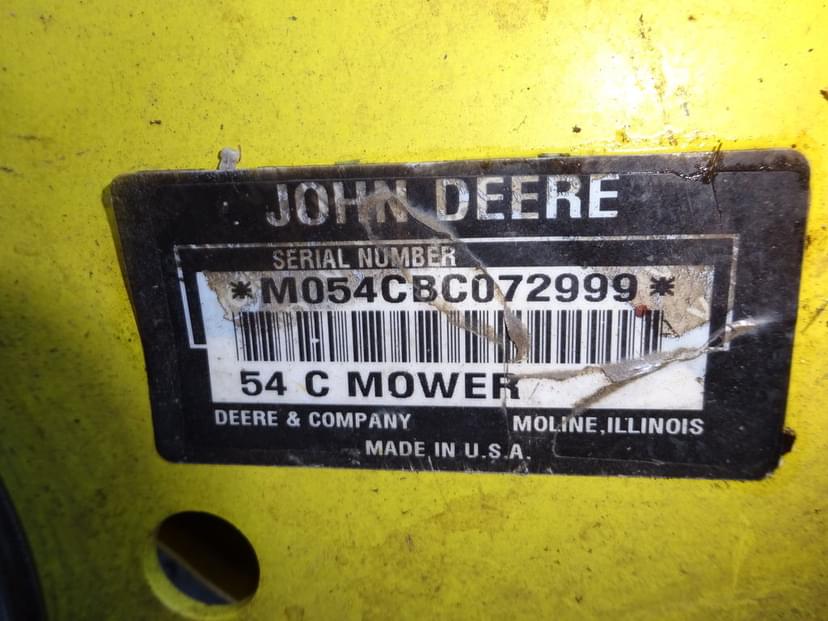 JOHN DEERE
SERIAL NUMBER
*M054CBC072999*
54 C MOWER
DEERE & COMPANY MOLINE, ILLINOIS
MADE IN U.S.A.